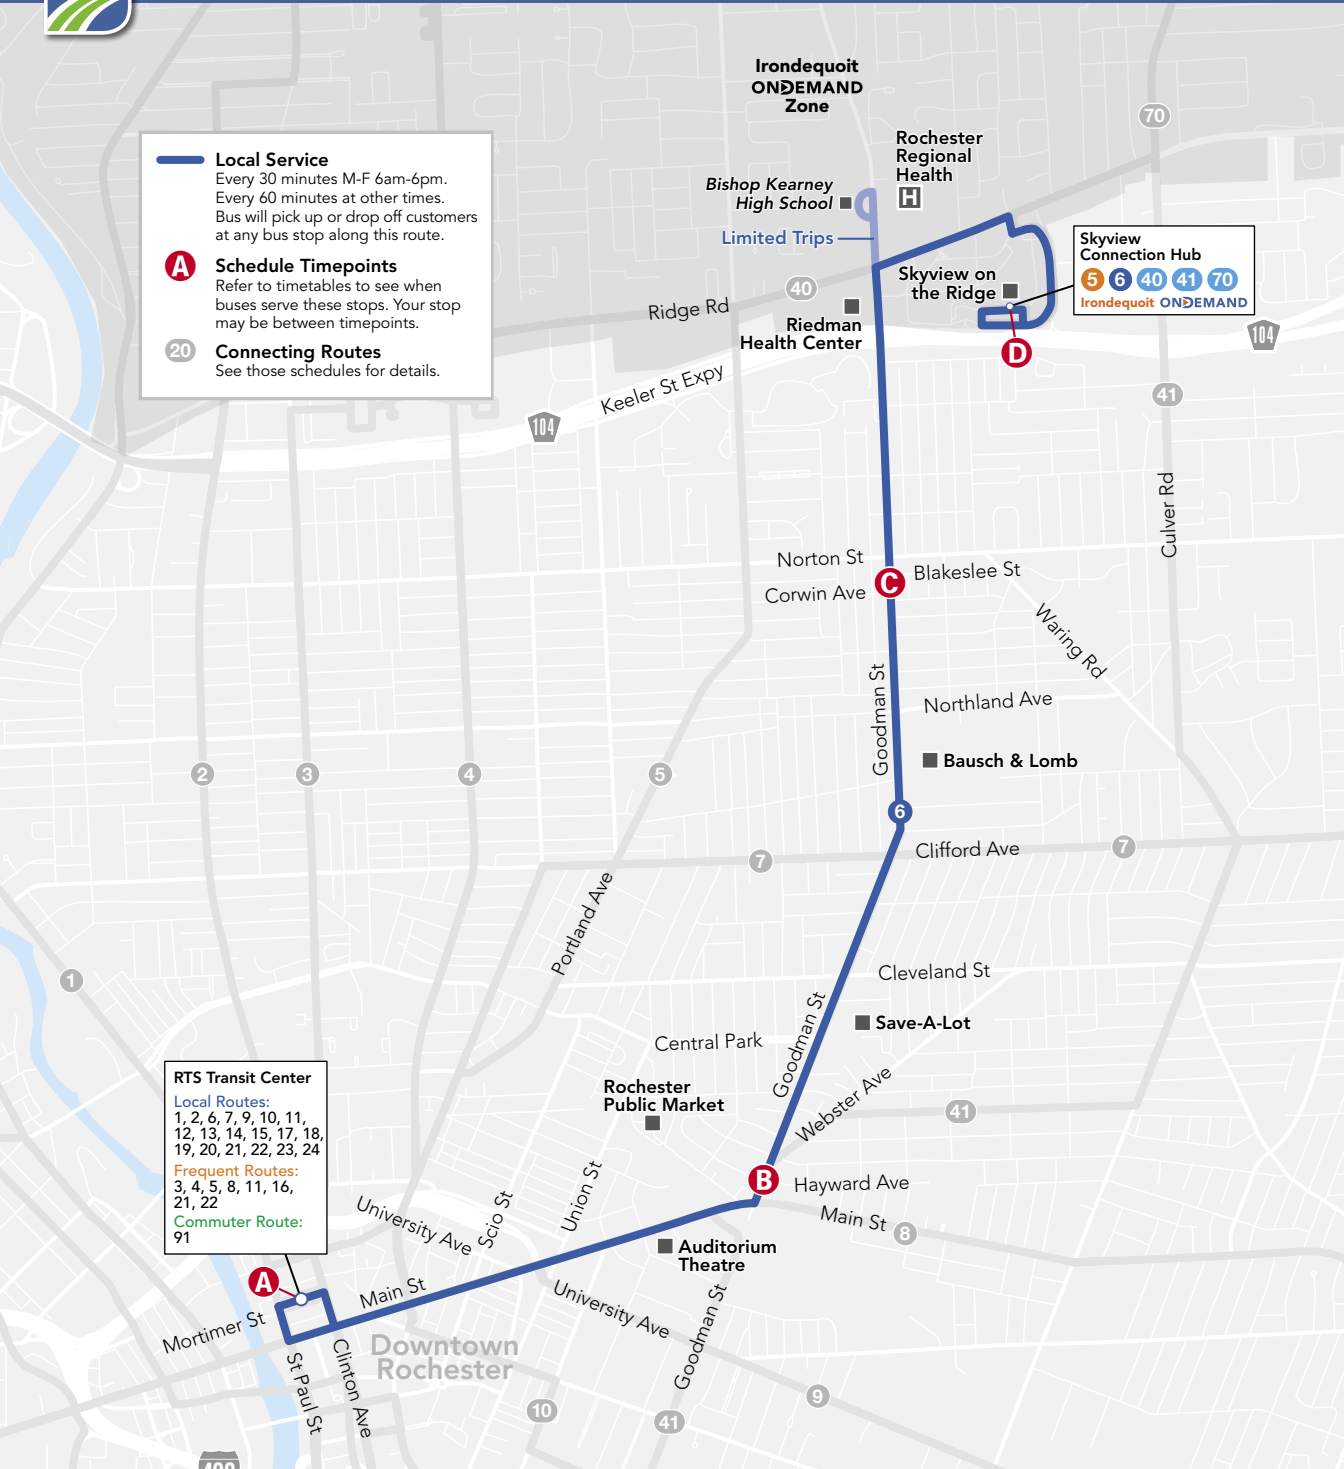 Irondequoit
ONDEMAND
Zone
70
Rochester
Regional
Health
H
Bishop Kearney
High School
Limited Trips
Local Service
Every 30 minutes M-F 6am-6pm.
Every 60 minutes at other times.
Bus will pick up or drop off customers
at any bus stop along this route.
A
Schedule Timepoints
Refer to timetables to see when
buses serve these stops. Your stop
may be between timepoints.
20
Connecting Routes
See those schedules for details.
Skyview
Connection Hub
5 6 40 41 70
Irondequoit ONDEMAND
Skyview on
the Ridge
40
Ridge Rd
Riedman
Health Center
D
104
Keeler St Expy
104
41
Culver Rd
Norton St
C
Blakeslee St
Corwin Ave
Waring Rd
Goodman St
Northland Ave
Bausch & Lomb
2
3
4
5
6
7
Clifford Ave
7
Portland Ave
1
Cleveland St
Goodman St
Save-A-Lot
Central Park
Webster Ave
41
Rochester
Public Market
RTS Transit Center
Local Routes:
1, 2, 6, 7, 9, 10, 11,
12, 13, 14, 15, 17, 18,
19, 20, 21, 22, 23, 24
Frequent Routes:
3, 4, 5, 8, 11, 16,
21, 22
Commuter Route:
91
B
Hayward Ave
Main St
8
University Ave
Scio St
Union St
Auditorium
Theatre
A
Main St
University Ave
Mortimer St
Downtown
Rochester
Goodman St
St Paul St
Clinton Ave
10
41
9